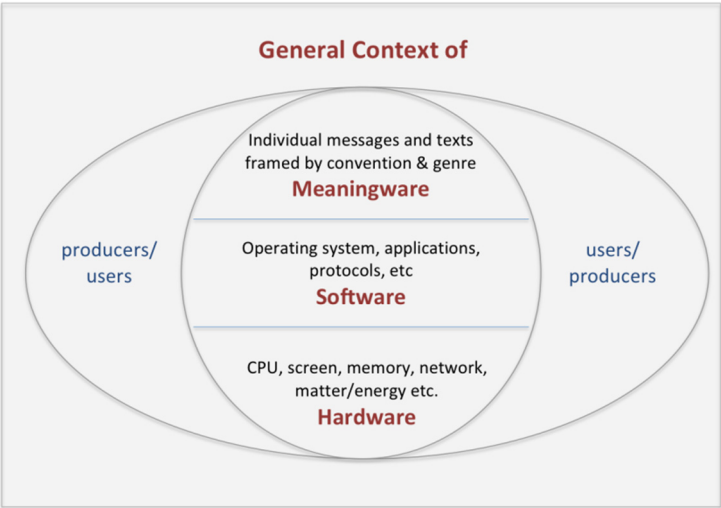 General Context of
Individual messages and texts
framed by convention & genre
Meaningware
producers/
users
Operating system, applications,
protocols, etc
Software
users/
producers
CPU, screen, memory, network,
matter/energy etc.
Hardware